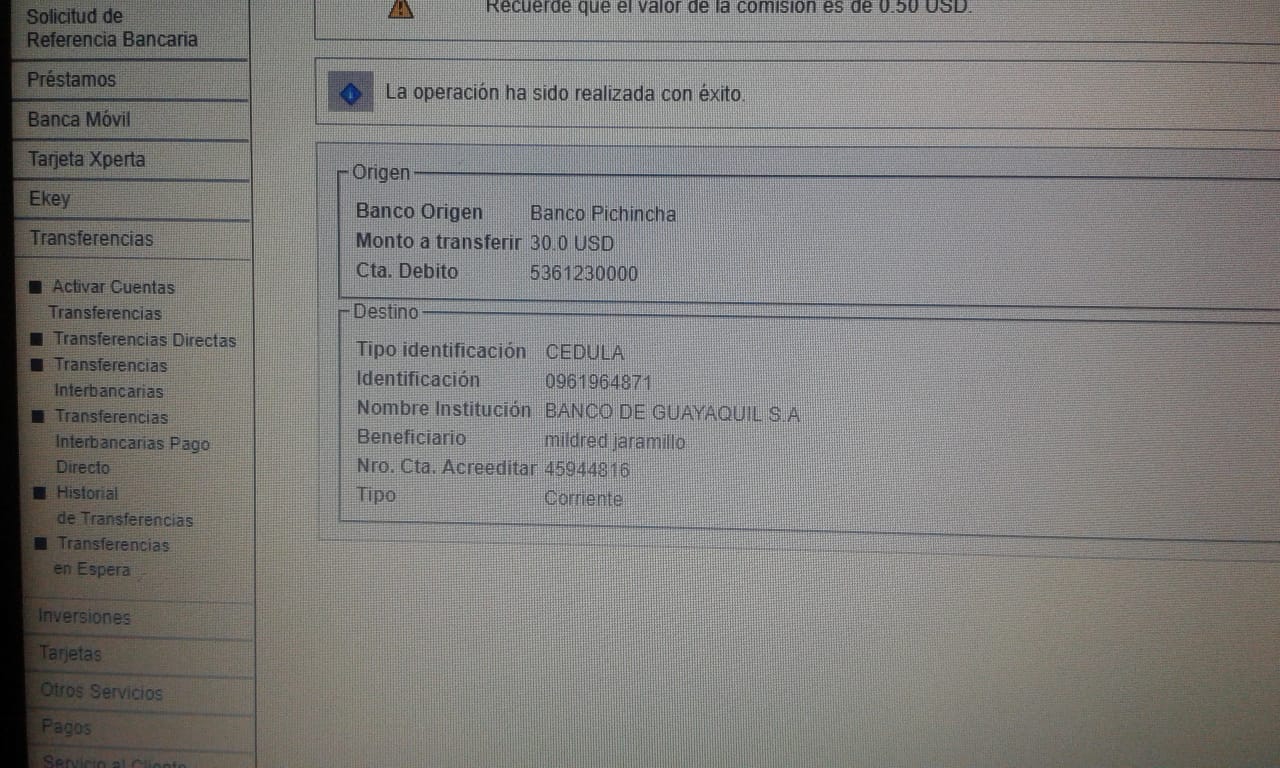 Solicitud de
Referencia Bancaria
Préstamos
Banca Móvil
Tarjeta Xperta
Ekey
Transferencias
Activar Cuentas
Transferencias
Transferencias Directas
Transferencias
Interbancarias
Transferencias
Interbancarias Pago
Directo
Historial
de Transferencias
Transferencias
en Espera
Inversiones
Tarjetas
Otros Servicios
Pagos
Servicio al Cliente
Recuerde que el valor de la comisión es de 0.50 USD.
La operación ha sido realizada con éxito.
Origen
Banco Origen Banco Pichincha
Monto a transferir 30.0 USD
Cta. Debito 5361230000
Destino
Tipo identificación CEDULA
Identificación 0961964871
Nombre Institución BANCO DE GUAYAQUIL S.A
Beneficiario mildred jaramillo
Nro. Cta. Acreeditar 45944816
Tipo Corriente